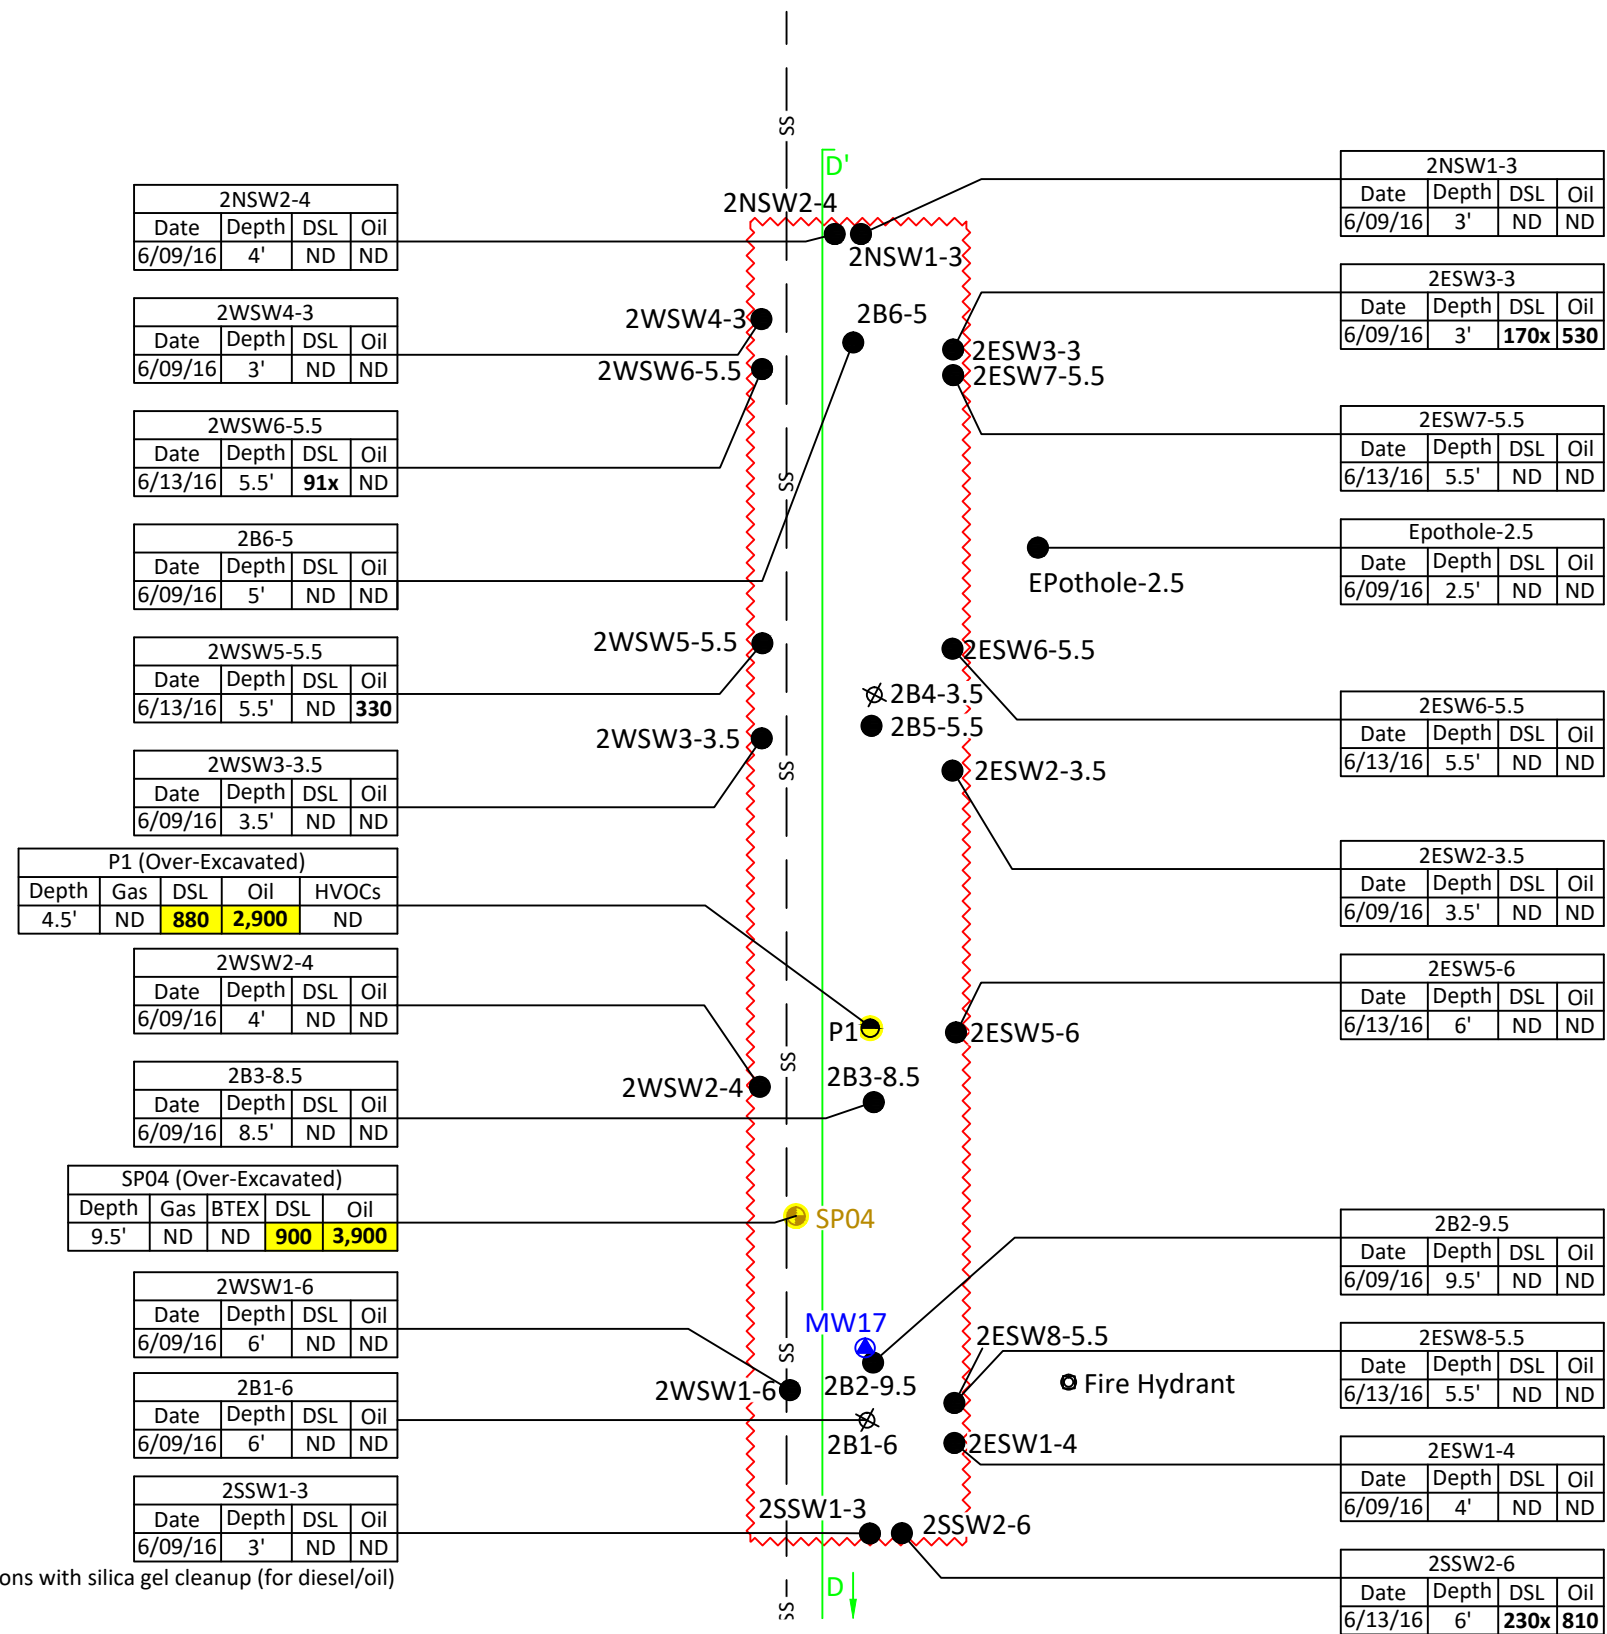 2NSW2-4
Date Depth DSL Oil
6/09/16 4' ND ND
2WSW4-3
Date Depth DSL Oil
6/09/16 3' ND ND
2WSW6-5.5
Date Depth DSL Oil
6/13/16 5.5' 91x ND
2B6-5
Date Depth DSL Oil
6/09/16 5' ND ND
2WSW5-5.5
Date Depth DSL Oil
6/13/16 5.5' ND 330
2WSW3-3.5
Date Depth DSL Oil
6/09/16 3.5' ND ND
P1 (Over-Excavated)
Depth Gas DSL Oil HVOCs
4.5' ND 880 2,900 ND
2WSW2-4
Date Depth DSL Oil
6/09/16 4' ND ND
2B3-8.5
Date Depth DSL Oil
6/09/16 8.5' ND ND
SP04 (Over-Excavated)
Depth Gas BTEX DSL Oil
9.5' ND ND 900 3,900
2WSW1-6
Date Depth DSL Oil
6/09/16 6' ND ND
2B1-6
Date Depth DSL Oil
6/09/16 6' ND ND
2SSW1-3
Date Depth DSL Oil
6/09/16 3' ND ND
ons with silica gel cleanup (for diesel/oil)
SS
D'
2NSW2-4
2NSW1-3
2WSW4-3
2B6-5
2ESW3-3
2WSW6-5.5
2ESW7-5.5
SS
EPothole-2.5
2WSW5-5.5
2ESW6-5.5
2B4-3.5
2B5-5.5
2WSW3-3.5
SS
2ESW2-3.5
P1
2ESW5-6
SS
2B3-8.5
2WSW2-4
SP04
MW17
2ESW8-5.5
SS
2WSW1-6
2B2-9.5
Fire Hydrant
2B1-6
2ESW1-4
2SSW1-3
2SSW2-6
D
SS
2NSW1-3
Date Depth DSL Oil
6/09/16 3' ND ND
2ESW3-3
Date Depth DSL Oil
6/09/16 3' 170x 530
2ESW7-5.5
Date Depth DSL Oil
6/13/16 5.5' ND ND
Epothole-2.5
Date Depth DSL Oil
6/09/16 2.5' ND ND
2ESW6-5.5
Date Depth DSL Oil
6/13/16 5.5' ND ND
2ESW2-3.5
Date Depth DSL Oil
6/09/16 3.5' ND ND
2ESW5-6
Date Depth DSL Oil
6/13/16 6' ND ND
2B2-9.5
Date Depth DSL Oil
6/09/16 9.5' ND ND
2ESW8-5.5
Date Depth DSL Oil
6/13/16 5.5' ND ND
2ESW1-4
Date Depth DSL Oil
6/09/16 4' ND ND
2SSW2-6
Date Depth DSL Oil
6/13/16 6' 230x 810